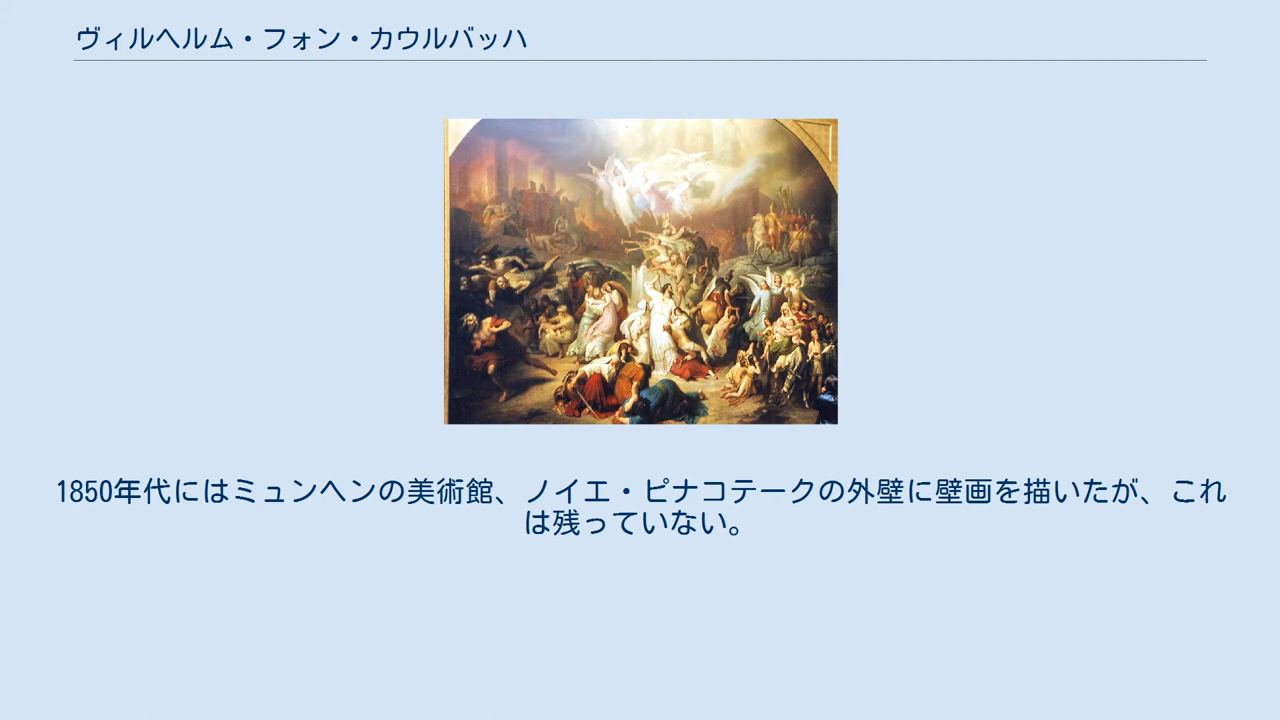 ヴィルヘルム・フォン・カウルバッハ
1850年代にはミュンヘンの美術館、ノイエ・ピナコテークの外壁に壁画を描いたが、これ
は残っていない。